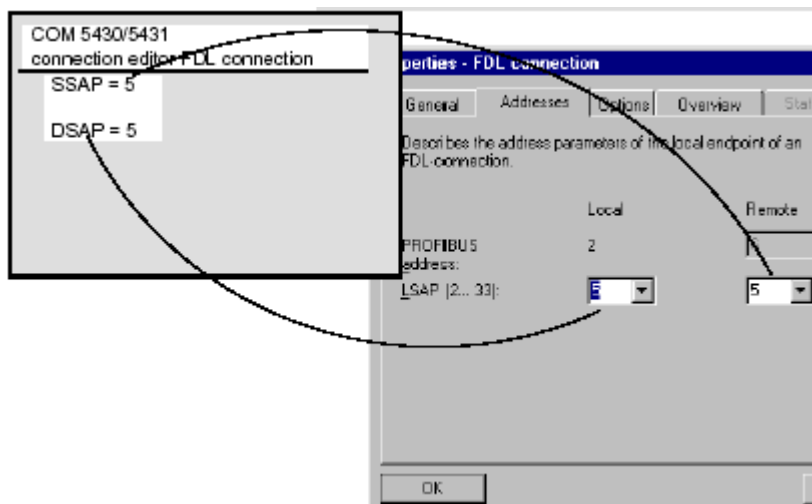 COM 5430/5431
connection editor FDL connection
SSAP = 5
DSAP = 5
perties - FDL connection
General Addresses Options Overview Stat
Describes the address parameters of the local endpoint of an
FDL-connection.
Local Remote
PROFIBUS 2
address:
LSAP [2... 33]: 5 5
OK